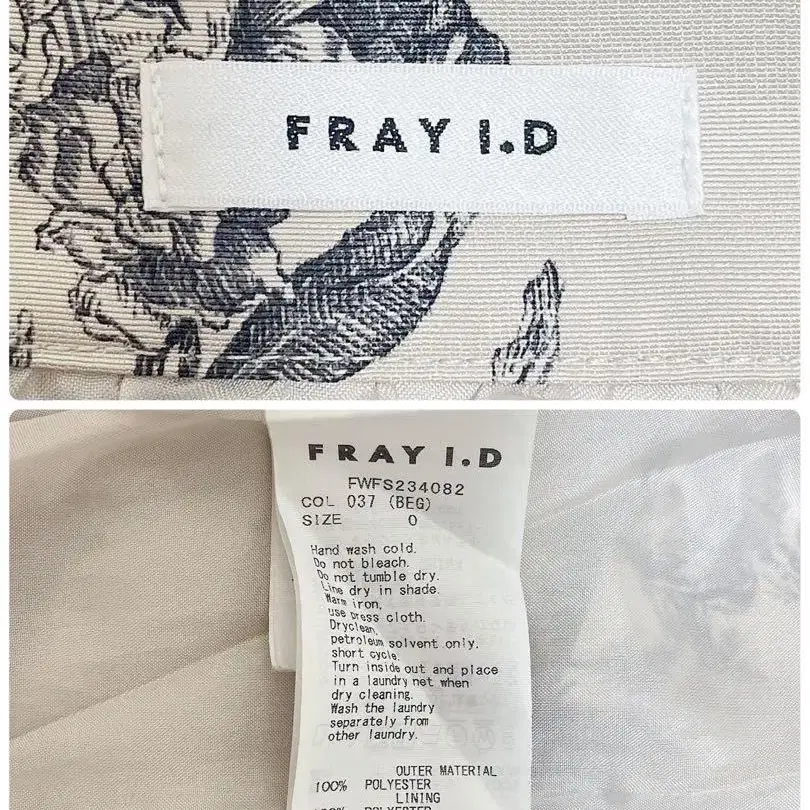 FRAY I.D
FRAY I.D
FWFS234082
COL 037 (BEG)
SIZE 0
Hand wash cold.
Do not bleach.
Do not tumble dry.
Line dry in shade.
Warm iron,
use press cloth.
Dryclean,
petroleum solvent only.
short cycle.
Turn inside out and place
in a laundry net when
dry cleaning.
Wash the laundry
separately from
other laundry.
OUTER MATERIAL
100% POLYESTER
LINING
100% POLYESTER